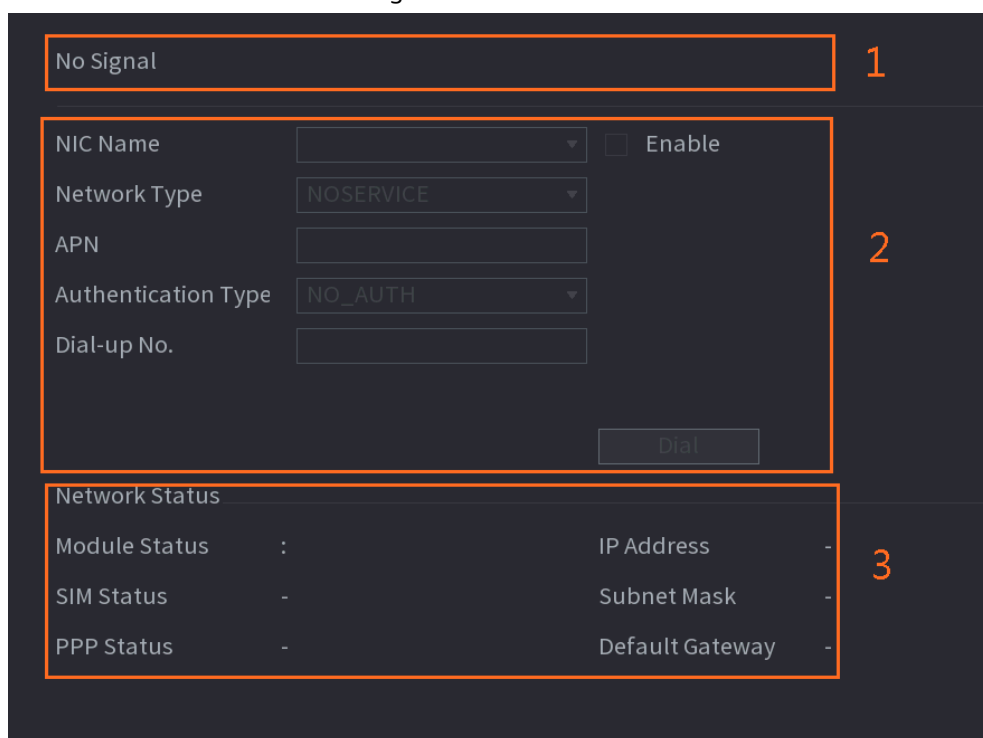 No Signal
1
NIC Name Enable
Network Type NOSERVICE
APN
2
Authentication Type NO_AUTH
Dial-up No.
Dial
Network Status
Module Status : IP Address -
3
SIM Status - Subnet Mask -
PPP Status - Default Gateway -